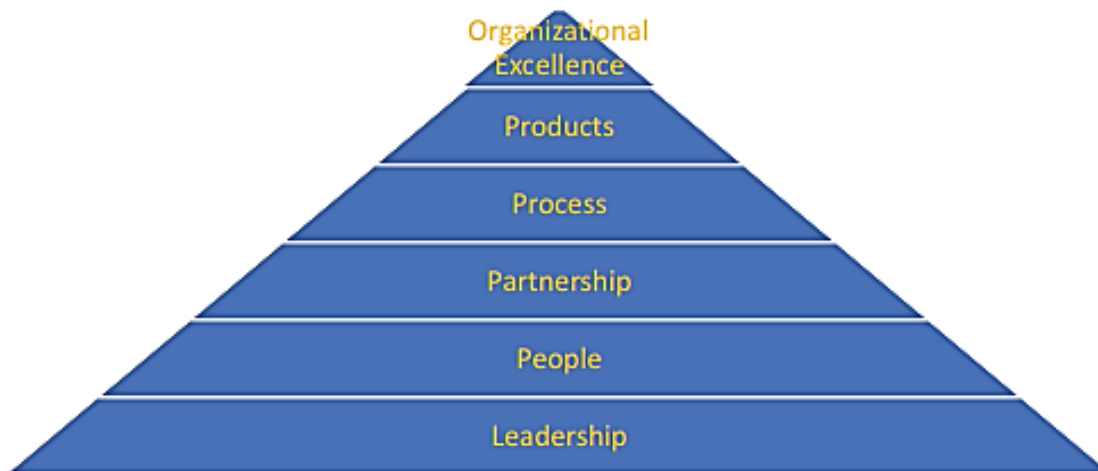 Organizational
Excellence
Products
Process
Partnership
People
Leadership